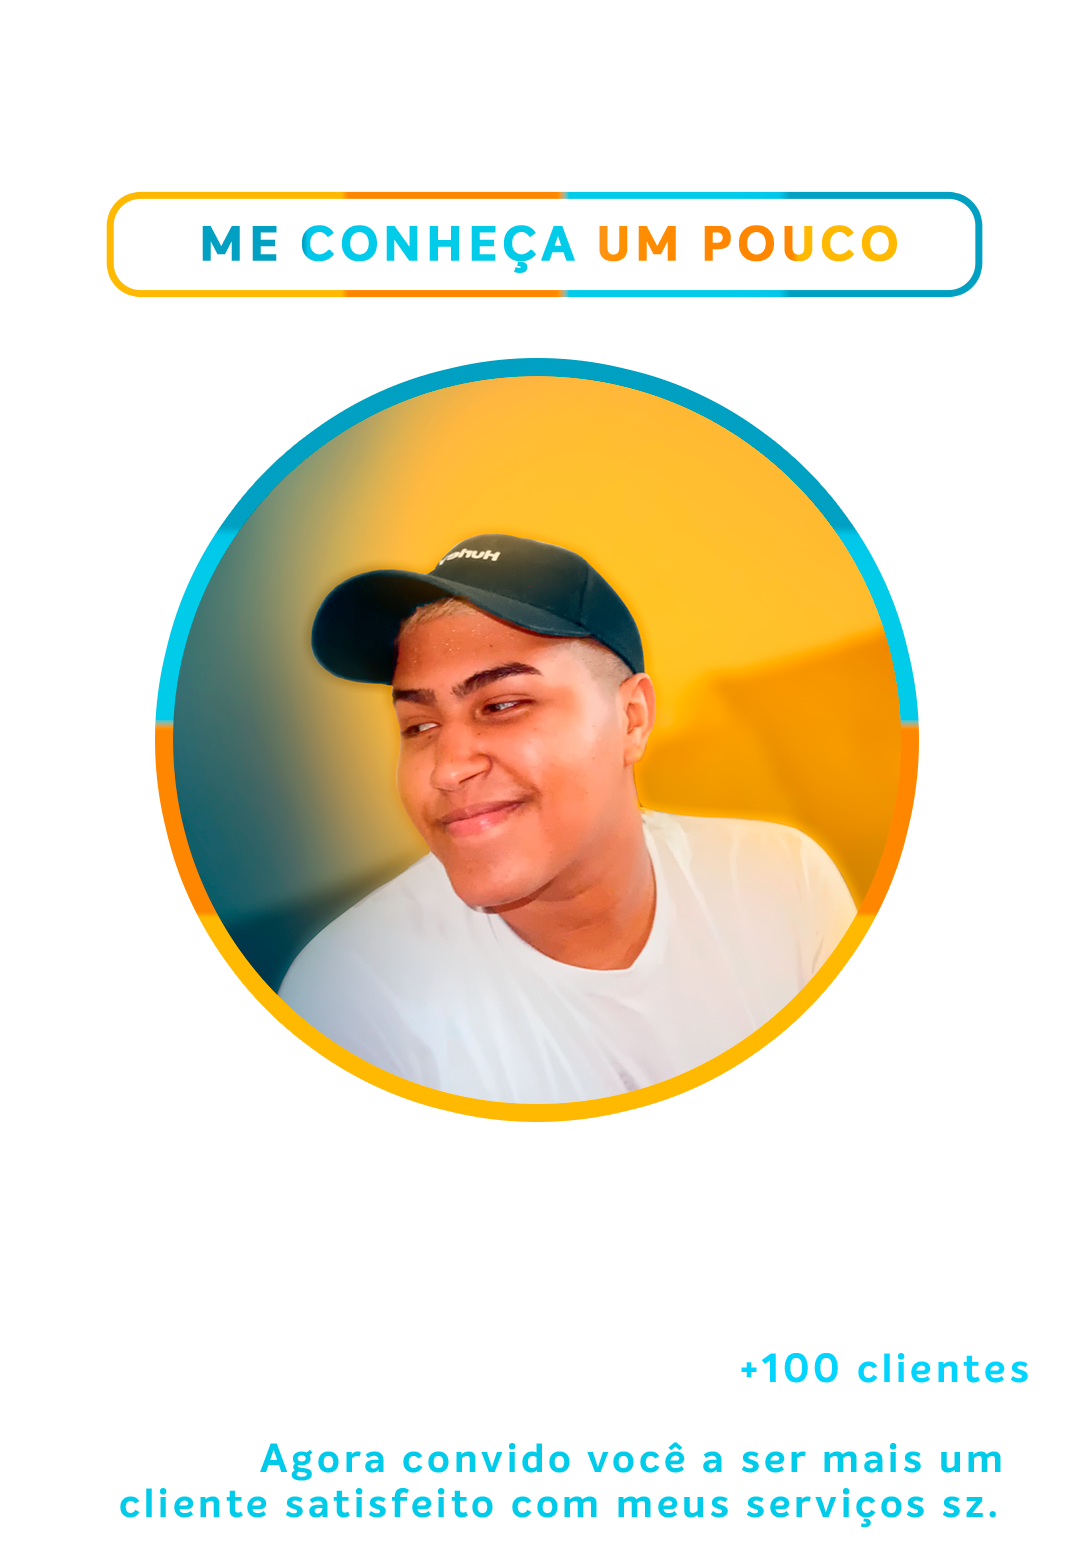 ME CONHEÇA UM POUCO
+100 clientes
Agora convido você a ser mais um
cliente satisfeito com meus serviços sz.